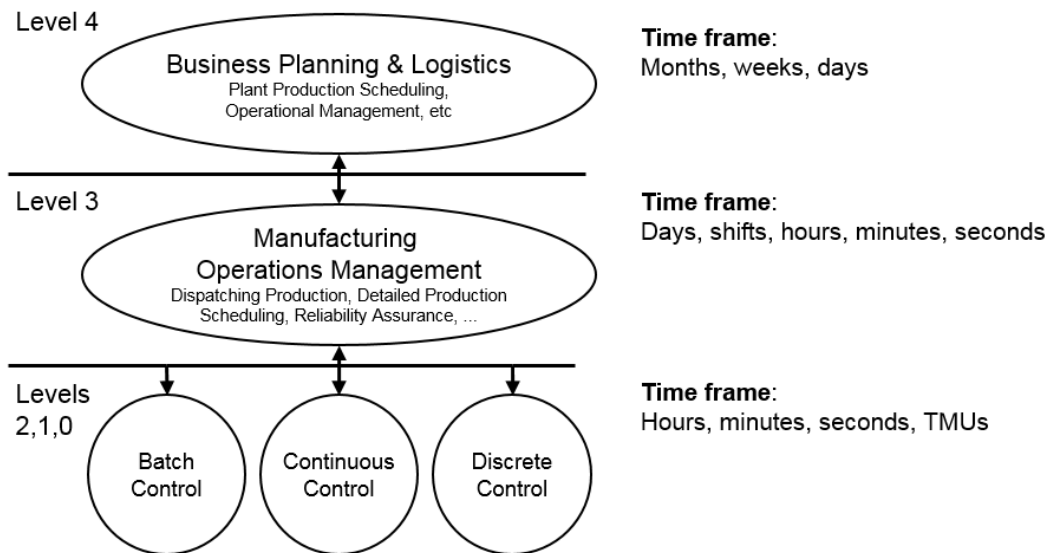 Level 4
Business Planning & Logistics
Plant Production Scheduling,
Operational Management, etc
Time frame:
Months, weeks, days
Level 3
Manufacturing
Operations Management
Dispatching Production, Detailed Production
Scheduling, Reliability Assurance, ...
Time frame:
Days, shifts, hours, minutes, seconds
Levels
2,1,0
Batch
Control
Continuous
Control
Discrete
Control
Time frame:
Hours, minutes, seconds, TMUs